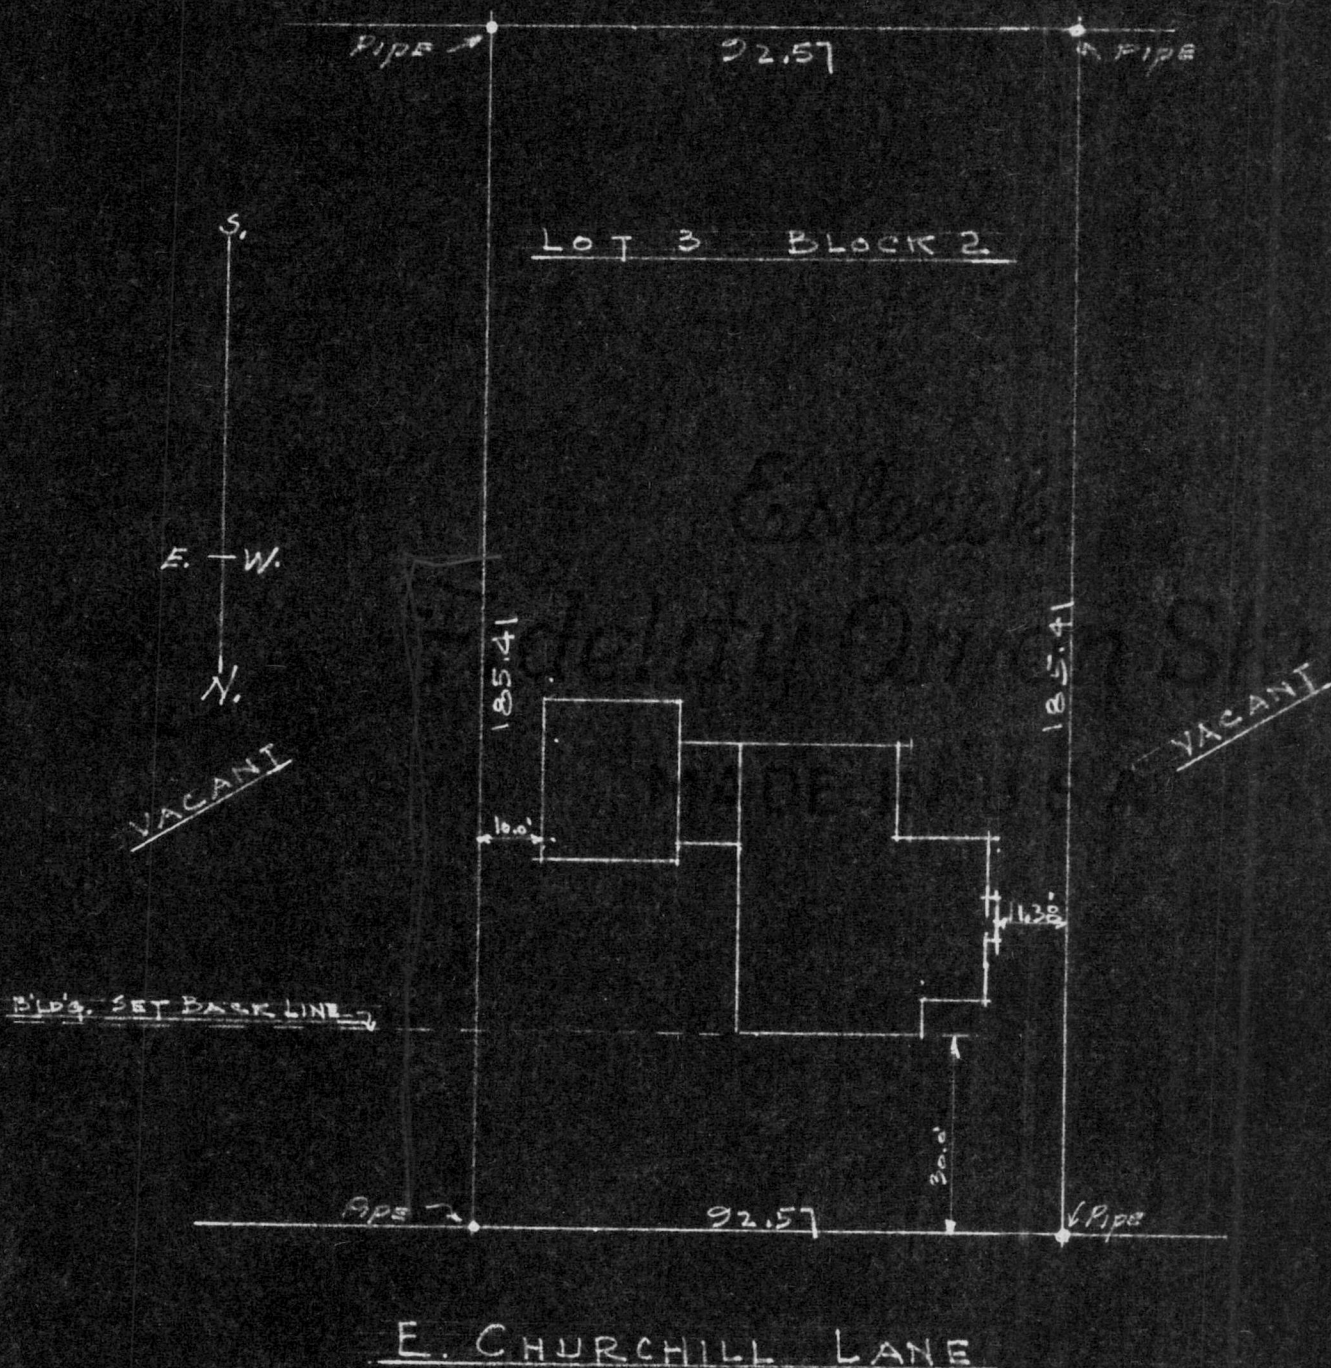 PIPE
92.57
PIPE
S.
LOT 3 BLOCK 2
E. W.
N.
185.41
185.41
VACANT
VACANT
MADE IN U.S.A.
10.0'
11.38'
B'LD'G. SET BACK LINE
30.0'
PIPE
92.57
PIPE
E. CHURCHILL LANE